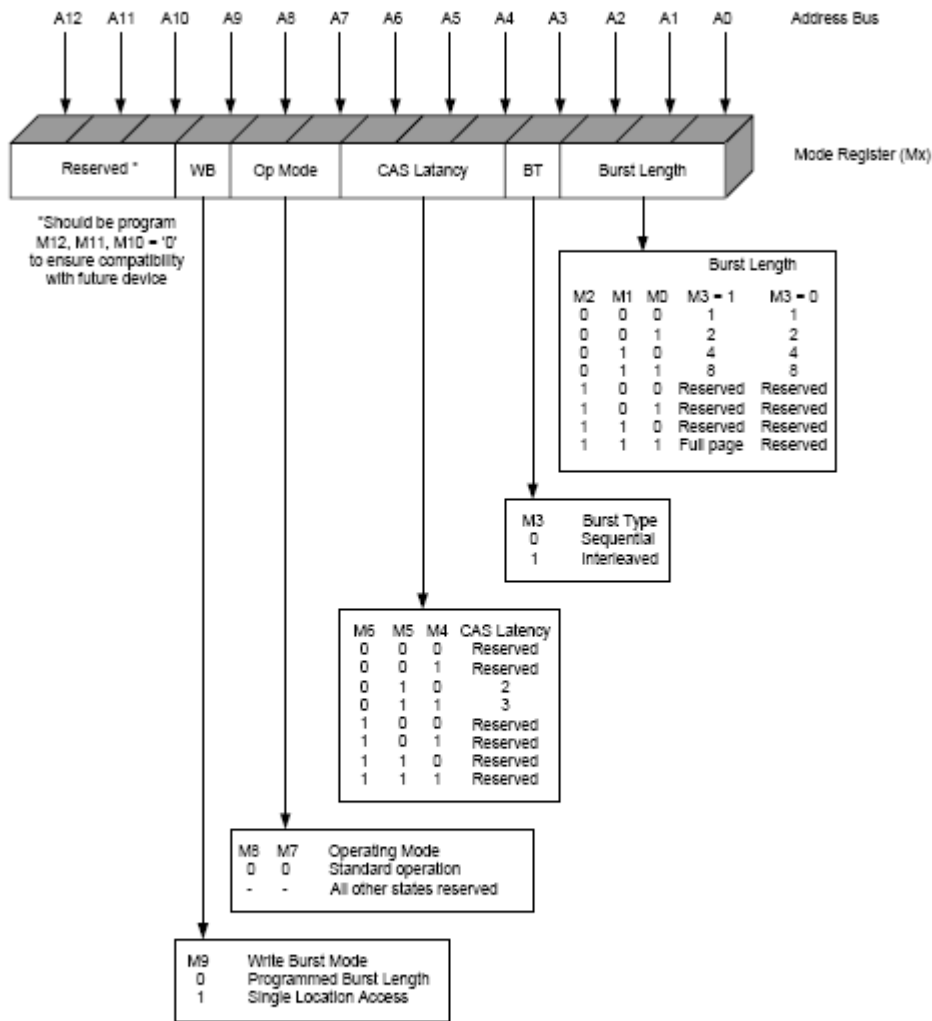 A12 A11 A10 A9 A8 A7 A6 A5 A4 A3 A2 A1 A0 Address Bus
Reserved * WB Op Mode CAS Latancy BT Burst Length
Mode Register (Mx)
*Should be program
M12, M11, M10 = '0'
to ensure compatibility
with future device
Burst Length
M2 M1 M0 M3 = 1 M3 = 0
0 0 0 1 1
0 0 1 2 2
0 1 0 4 4
0 1 1 8 8
1 0 0 Reserved Reserved
1 0 1 Reserved Reserved
1 1 0 Reserved Reserved
1 1 1 Full page Reserved
M3 Burst Type
0 Sequential
1 Interleaved
M6 M5 M4 CAS Latency
0 0 0 Reserved
0 0 1 Reserved
0 1 0 2
0 1 1 3
1 0 0 Reserved
1 0 1 Reserved
1 1 0 Reserved
1 1 1 Reserved
M8 M7 Operating Mode
0 0 Standard operation
- - All other states reserved
M9 Write Burst Mode
0 Programmed Burst Length
1 Single Location Access